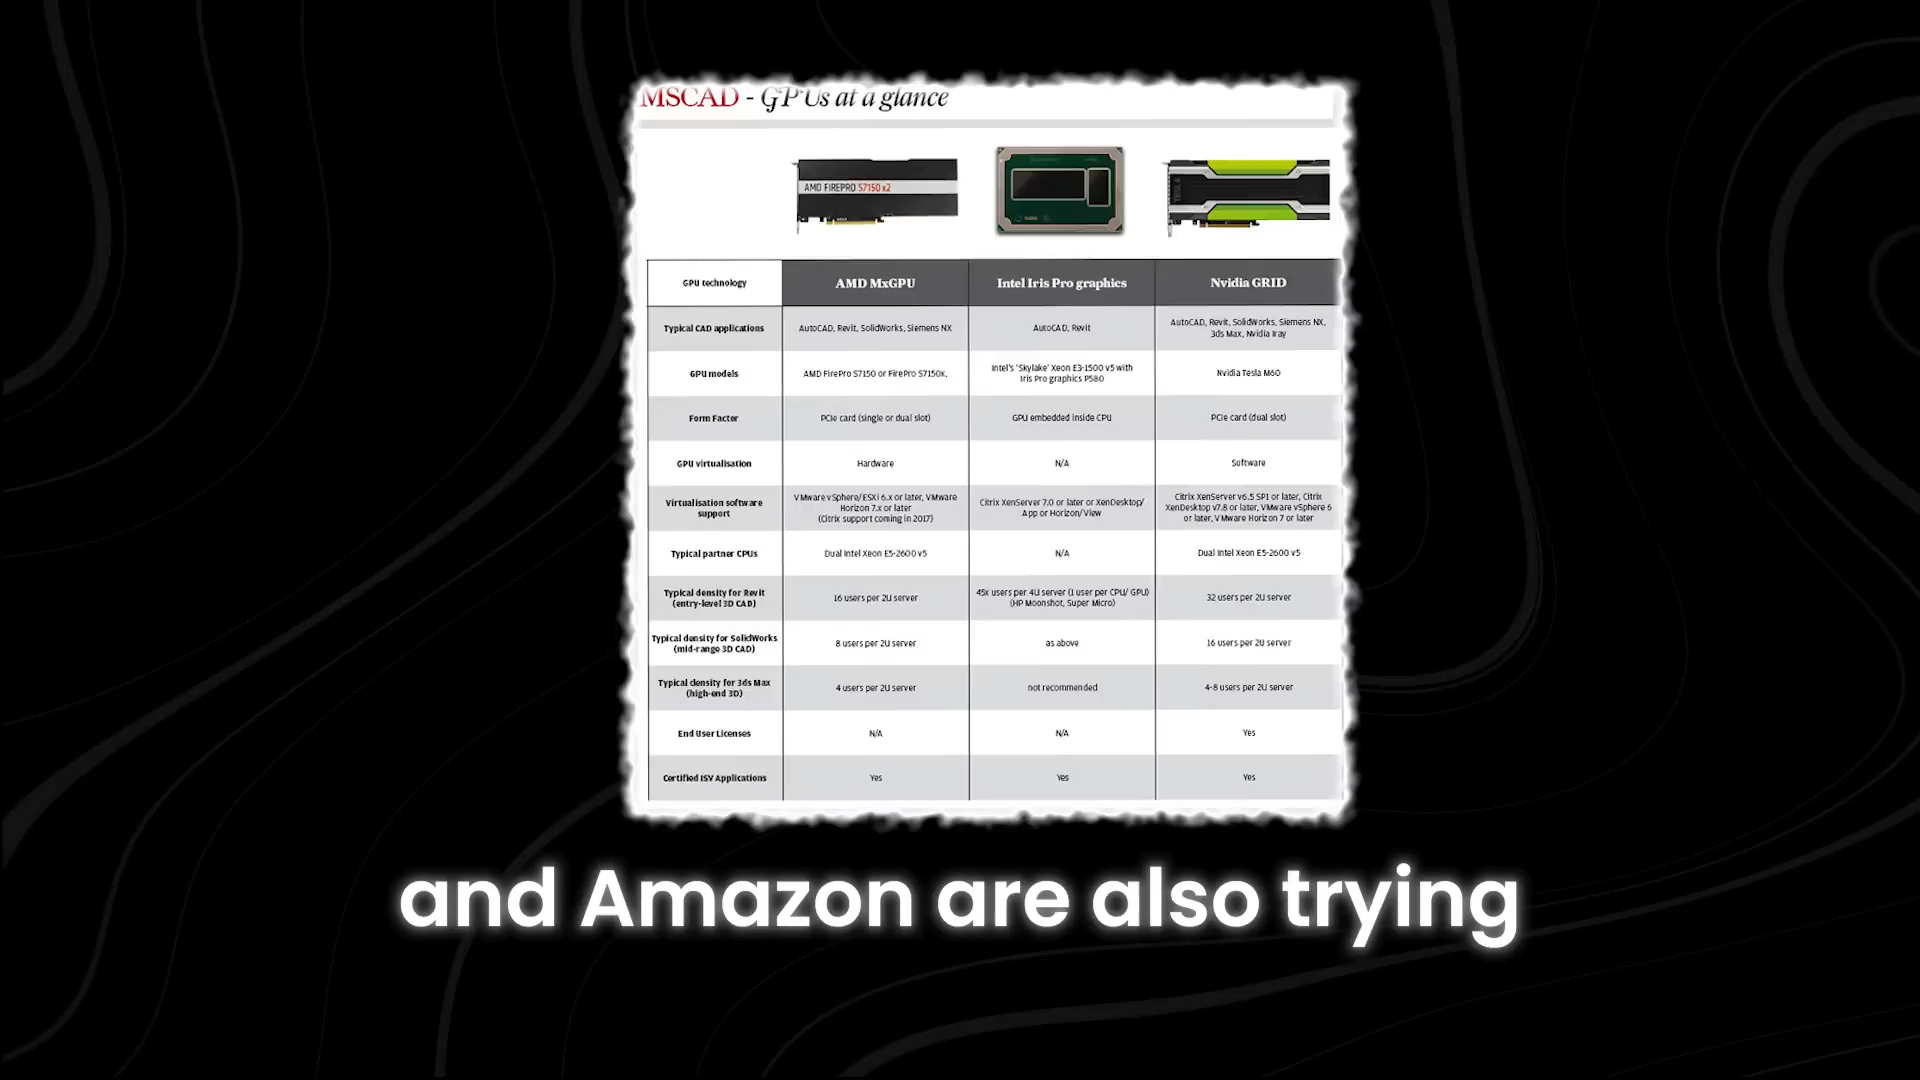 MSCAD - GPUs at a glance
AMD FIREPRO S7150 x2
GPU technology
AMD MxGPU
Intel Iris Pro graphics
Nvidia GRID
Typical CAD applications
AutoCAD, Revit, SolidWorks, Siemens NX
AutoCAD, Revit
AutoCAD, Revit, SolidWorks, Siemens NX,
3ds Max, Nvidia Iray
GPU models
AMD FirePro S7150 or FirePro S7150x,
Intel's 'Skylake' Xeon E3-1500 v5 with
Iris Pro graphics P580
Nvidia Tesla M60
Form Factor
PCIe card (single or dual slot)
GPU embedded inside CPU
PCIe card (dual slot)
GPU virtualisation
Hardware
N/A
Software
Virtualisation software
support
VMware vSphere/ESXi 6.x or later, VMware
Horizon 7.x or later
(Citrix support coming in 2017)
Citrix XenServer 7.0 or later or XenDesktop/
App or Horizon/View
Citrix XenServer v6.5 SP1 or later, Citrix
XenDesktop v7.8 or later, VMware vSphere 6
or later, VMware Horizon 7 or later
Typical partner CPUs
Dual Intel Xeon E5-2600 v5
N/A
Dual Intel Xeon E5-2600 v5
Typical density for Revit
(entry-level 3D CAD)
16 users per 2U server
45x users per 4U server (1 user per CPU/ GPU)
(HP Moonshot, Super Micro)
32 users per 2U server
Typical density for SolidWorks
(mid-range 3D CAD)
8 users per 2U server
as above
16 users per 2U server
Typical density for 3ds Max
(high-end 3D)
4 users per 2U server
not recommended
4-8 users per 2U server
End User Licenses
N/A
N/A
Yes
Certified ISV Applications
Yes
Yes
Yes
and Amazon are also trying